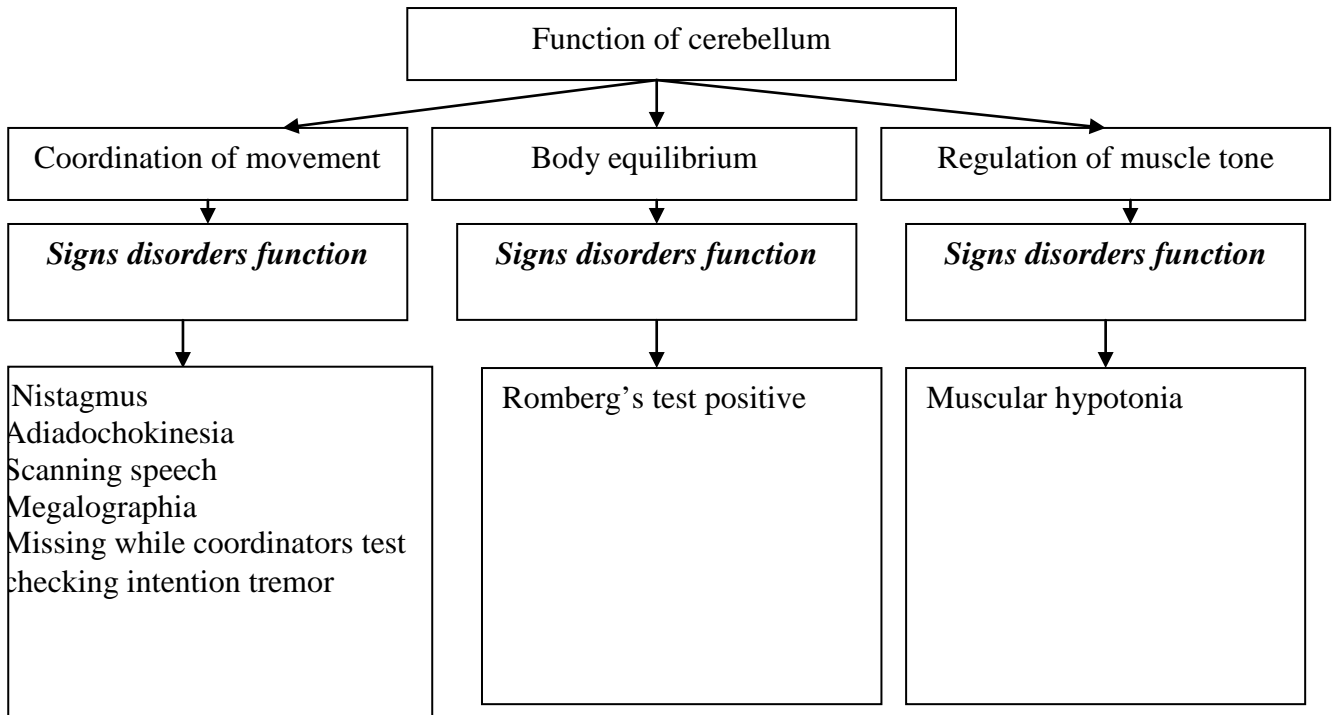 Function of cerebellum
Coordination of movement
Body equilibrium
Regulation of muscle tone
Signs disorders function
Signs disorders function
Signs disorders function
Nistagmus
Adiadochokinesia
Scanning speech
Megalographia
Missing while coordinators test
checking intention tremor
Romberg’s test positive
Muscular hypotonia